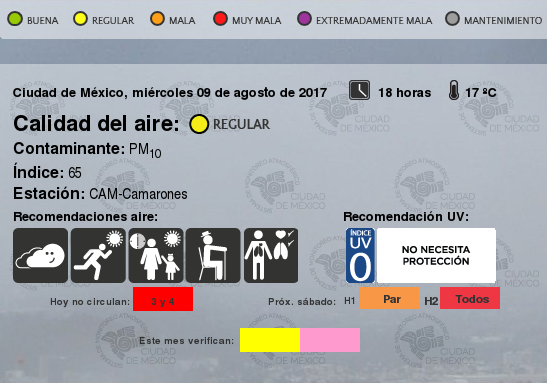 BUENA REGULAR MALA MUY MALA EXTREMADAMENTE MALA MANTENIMIENTO
Ciudad de México, miércoles 09 de agosto de 2017 18 horas 17 ºC
Calidad del aire: REGULAR
Contaminante: PM10
Índice: 65
Estación: CAM-Camarones
Recomendaciones aire: Recomendación UV:
ÍNDICE
UV
0
NO NECESITA
PROTECCIÓN
Hoy no circulan: 3 y 4 Próx. sábado: H1 Par H2 Todos
Este mes verifican:
CIUDAD
DE MÉXICO